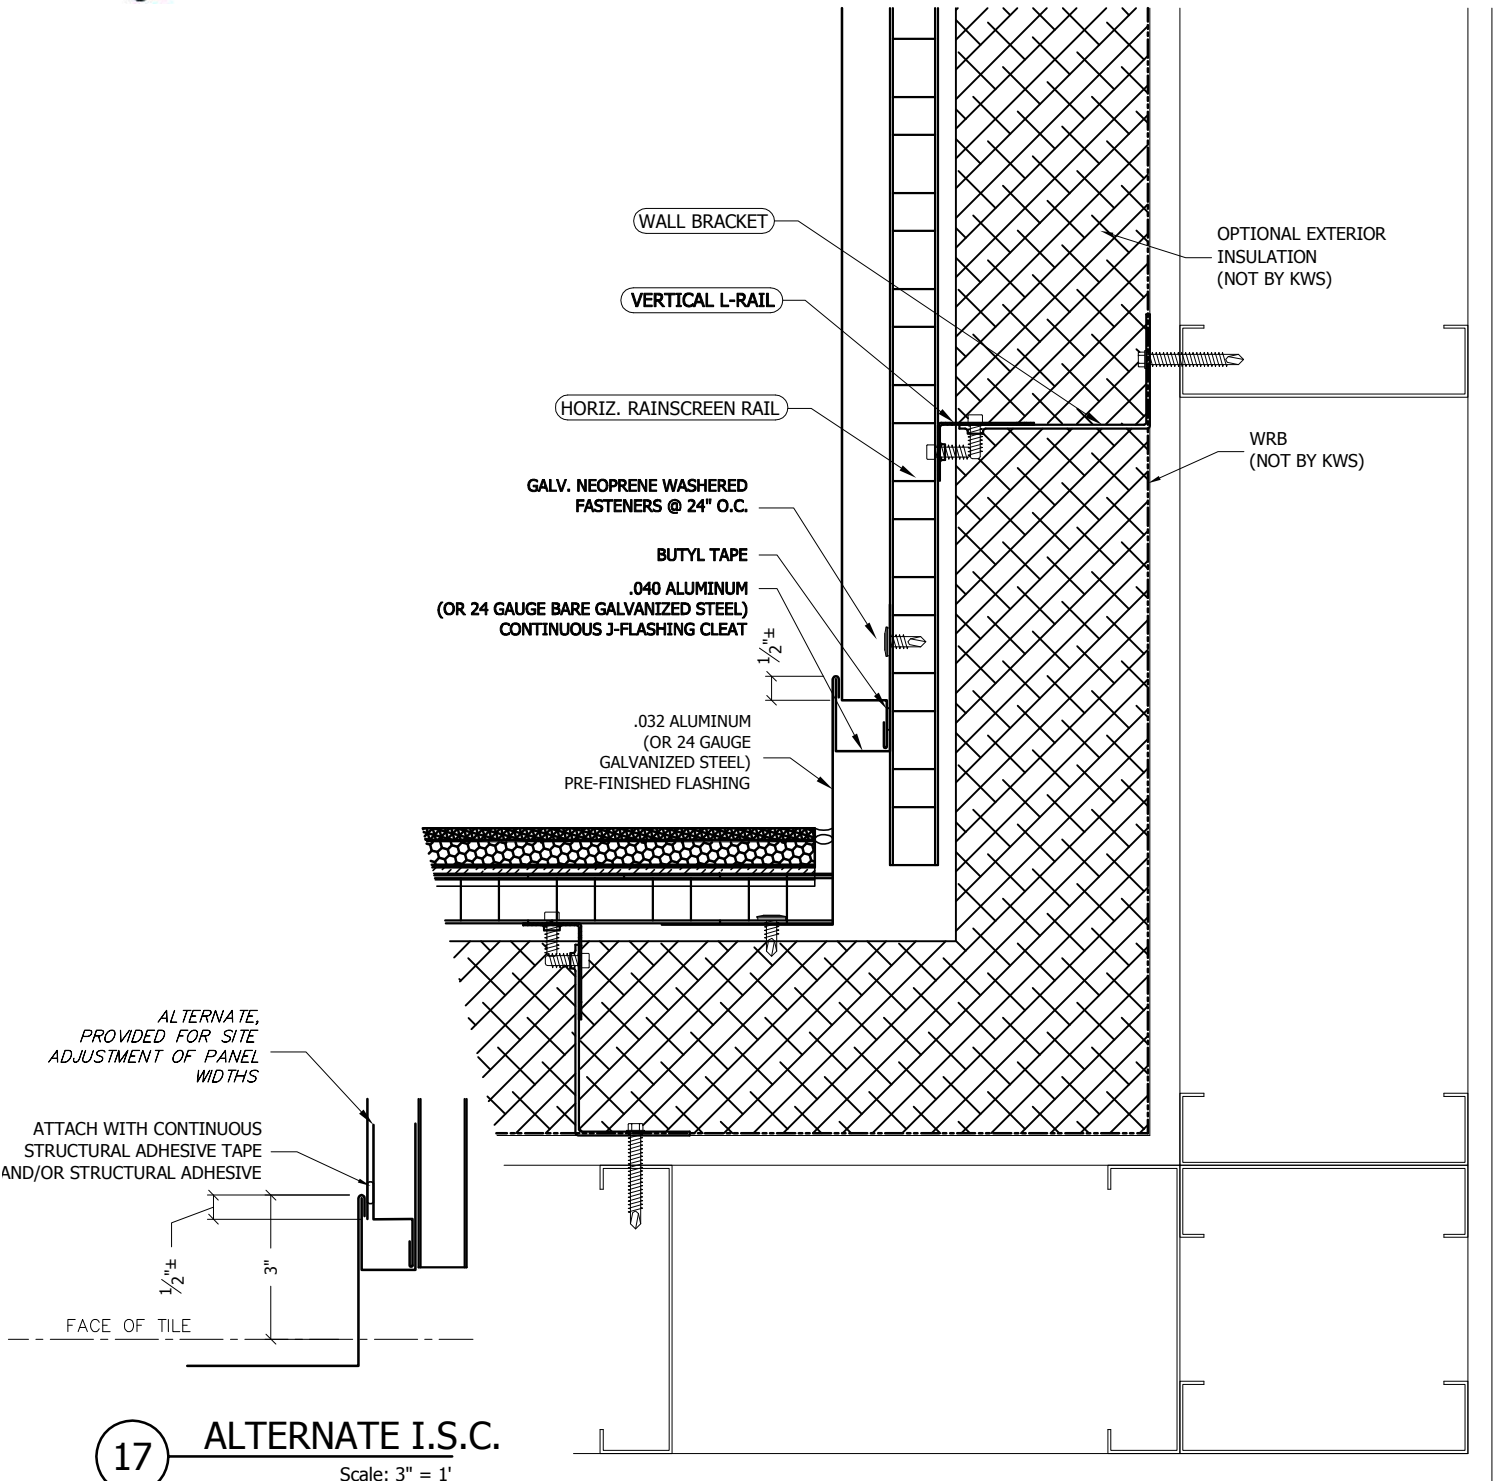 WALL BRACKET
OPTIONAL EXTERIOR
INSULATION
(NOT BY KWS)
VERTICAL L-RAIL
HORIZ. RAINSCREEN RAIL
WRB
(NOT BY KWS)
GALV. NEOPRENE WASHERED
FASTENERS @ 24" O.C.
BUTYL TAPE
.040 ALUMINUM
(OR 24 GAUGE BARE GALVANIZED STEEL)
CONTINUOUS J-FLASHING CLEAT
1/2"±
.032 ALUMINUM
(OR 24 GAUGE
GALVANIZED STEEL)
PRE-FINISHED FLASHING
ALTERNATE,
PROVIDED FOR SITE
ADJUSTMENT OF PANEL
WIDTHS
ATTACH WITH CONTINUOUS
STRUCTURAL ADHESIVE TAPE
AND/OR STRUCTURAL ADHESIVE
1/2"±
3"
FACE OF TILE
17
ALTERNATE I.S.C.
Scale: 3" = 1'